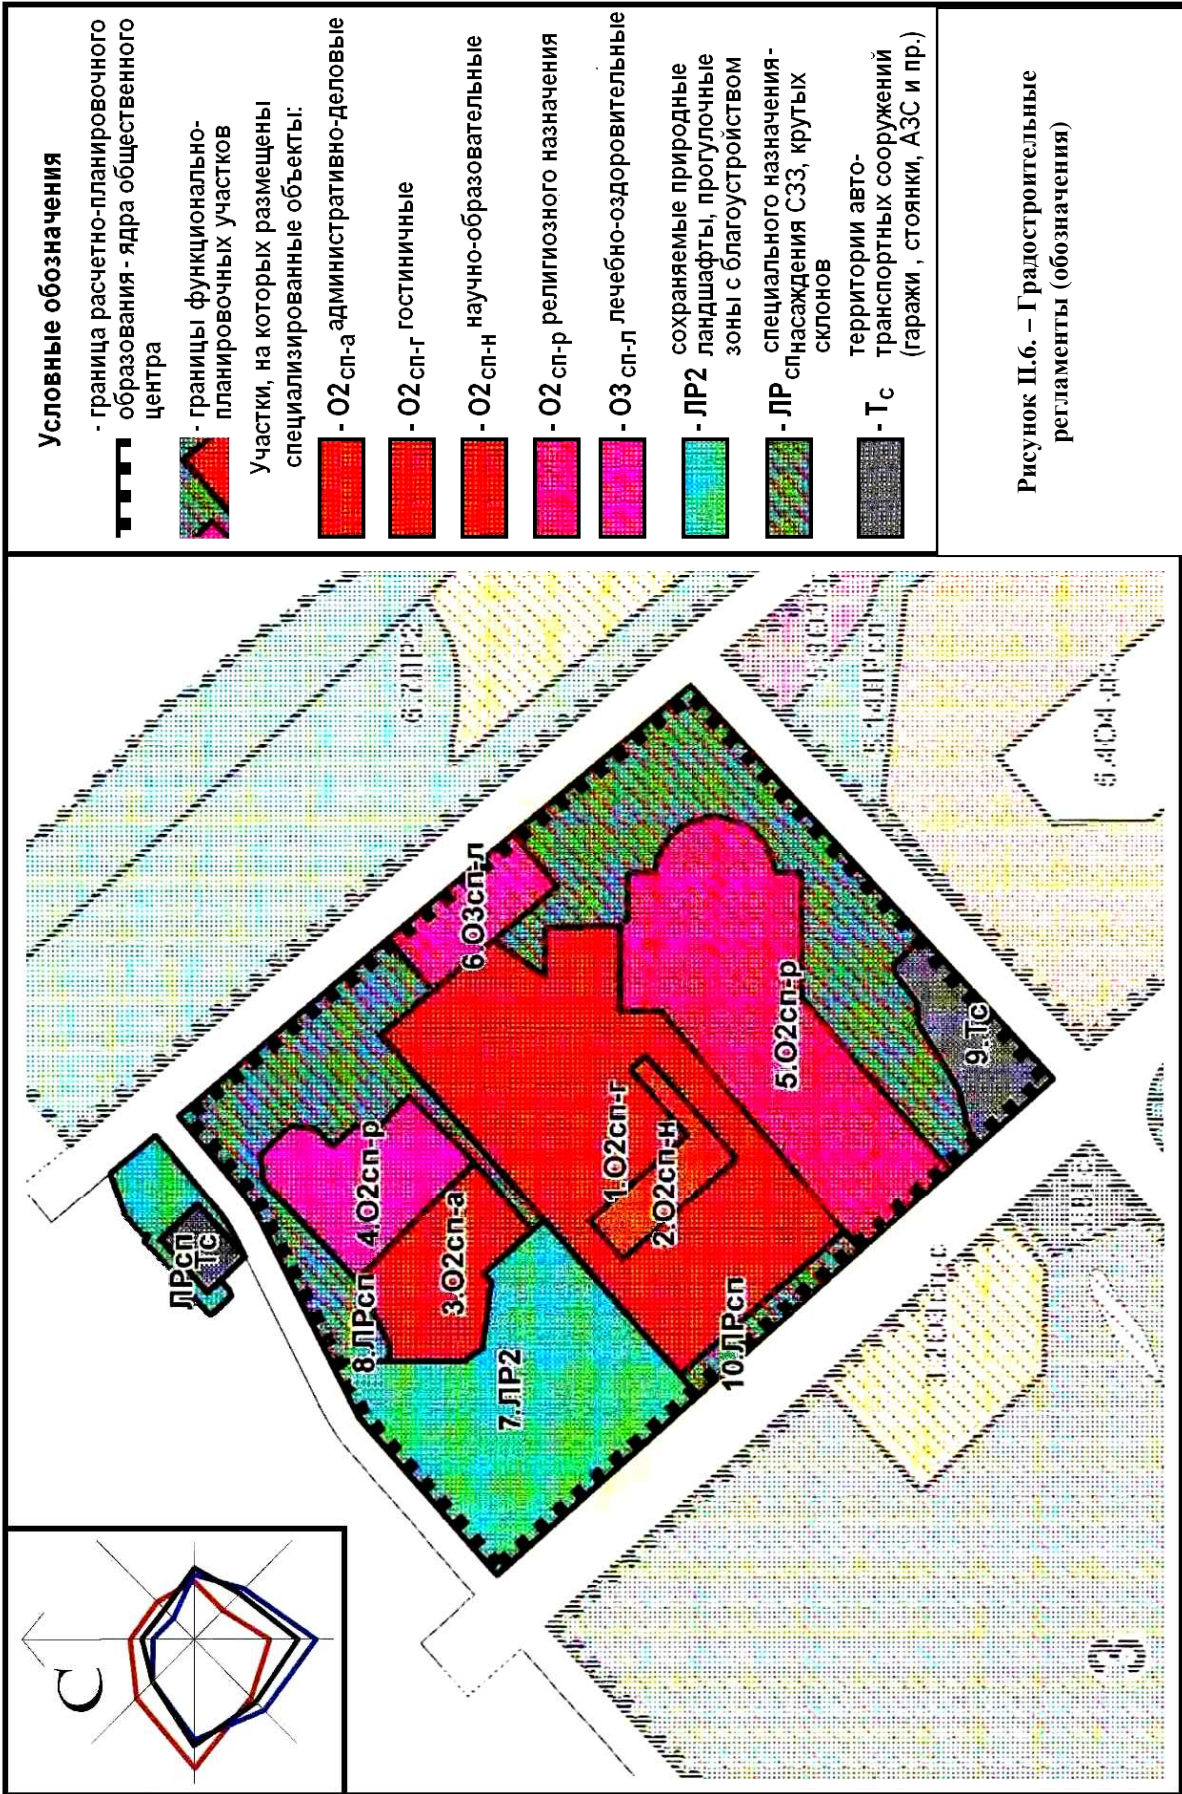 С
Условные обозначения
- граница расчетно-планировочного
образования - ядра общественного
центра
- границы функционально-
планировочных участков
Участки, на которых размещены
специализированные объекты:
- О2сп-а административно-деловые
- О2сп-г гостиничные
- О2сп-н научно-образовательные
- О2сп-р религиозного назначения
- О3сп-л лечебно-оздоровительные
- ЛР2 сохраняемые природные
ландшафты, прогулочные
зоны с благоустройством
- ЛРсп специального назначения-
насаждения СЗЗ, крутых
склонов
- Тс территории авто-
транспортных сооружений
(гаражи , стоянки, АЗС и пр.)
ЛРсп
Тс
8.ЛРсп
4.О2сп-р
3.О2сп-а
7.ЛР2
6.О3сп-л
1.О2сп-г
2.О2сп-н
10.ЛРсп
5.О2сп-р
9.Тс
6.7ЛР2
3
Рисунок II.6. – Градостроительные
регламенты (обозначения)